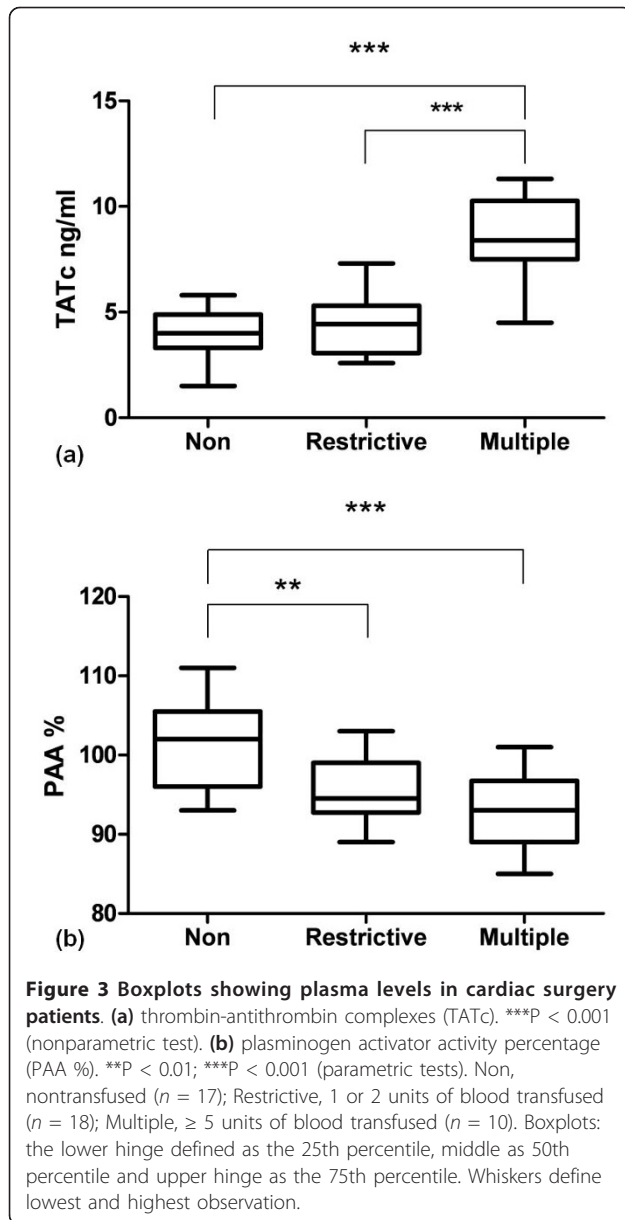 ***
***
15
10
5
0
TATc ng/ml
Non Restrictive Multiple
(a)
***
**
120
110
100
90
80
PAA %
Non Restrictive Multiple
(b)
Figure 3 Boxplots showing plasma levels in cardiac surgery
patients. (a) thrombin-antithrombin complexes (TATc). ***P < 0.001
(nonparametric test). (b) plasminogen activator activity percentage
(PAA %). **P < 0.01; ***P < 0.001 (parametric tests). Non,
nontransfused (n = 17); Restrictive, 1 or 2 units of blood transfused
(n = 18); Multiple, ≥ 5 units of blood transfused (n = 10). Boxplots:
the lower hinge defined as the 25th percentile, middle as 50th
percentile and upper hinge as the 75th percentile. Whiskers define
lowest and highest observation.